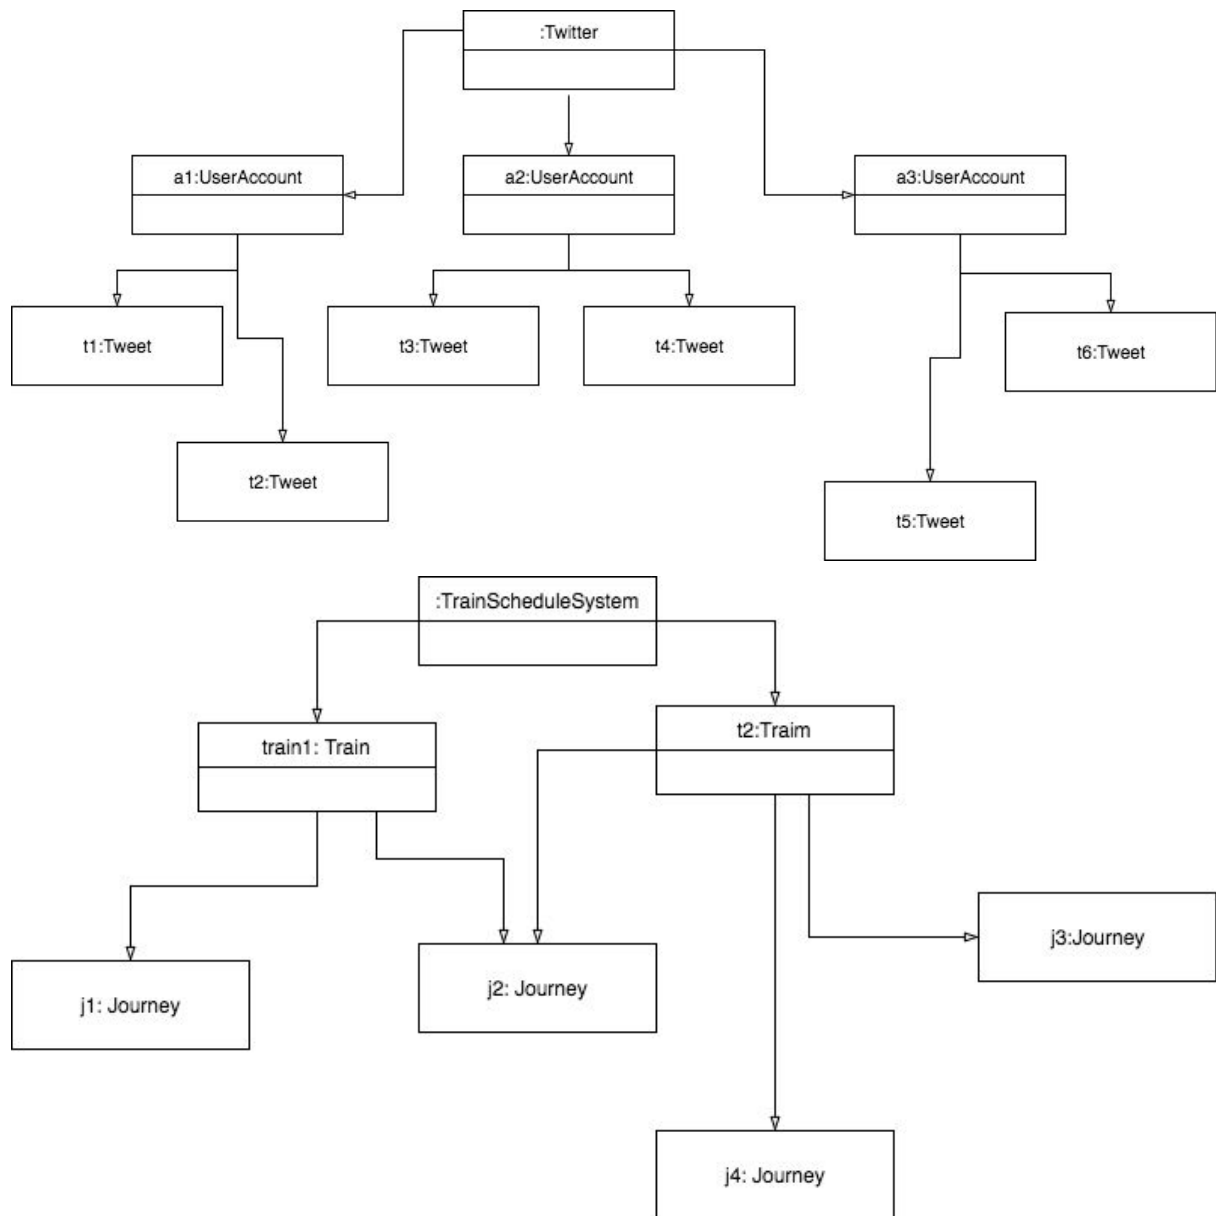 :Twitter
a1:UserAccount
a2:UserAccount
a3:UserAccount
t1:Tweet
t3:Tweet
t4:Tweet
t6:Tweet
t2:Tweet
t5:Tweet
:TrainScheduleSystem
train1: Train
t2:Traim
j1: Journey
j2: Journey
j3:Journey
j4: Journey